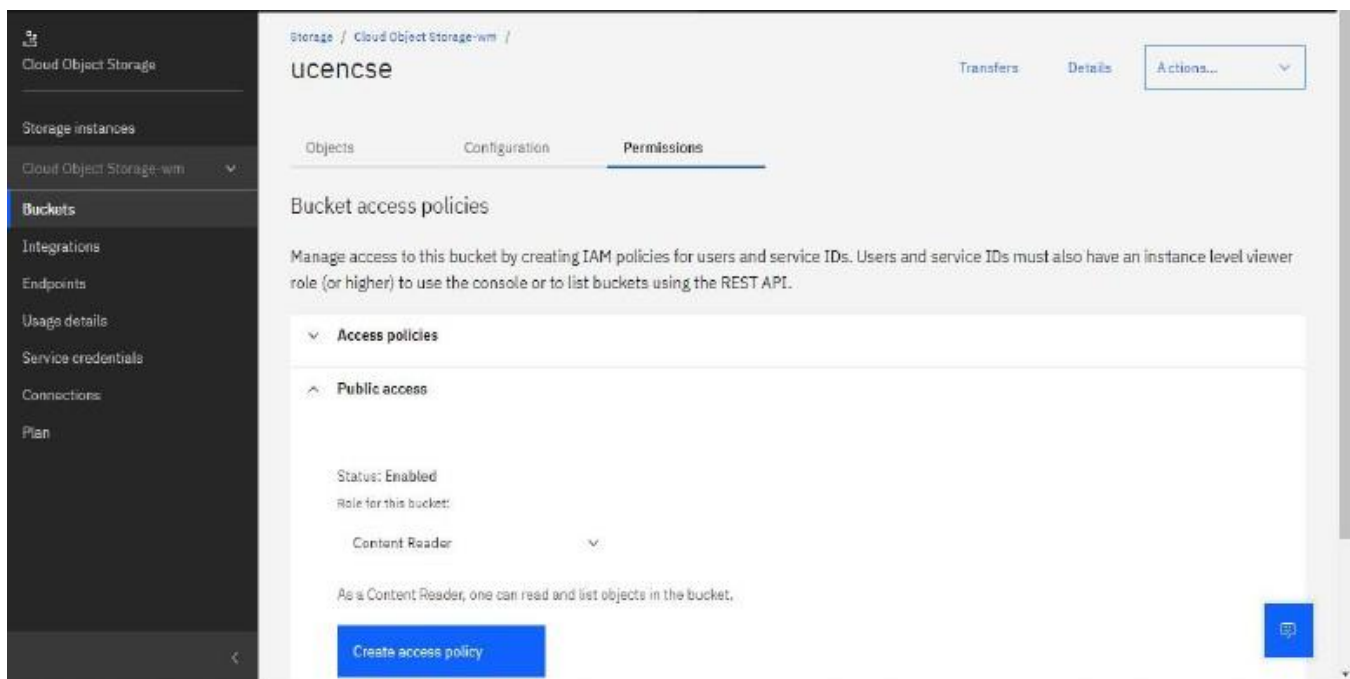 Cloud Object Storage
Storage instances
Cloud Object Storage-wm
Buckets
Integrations
Endpoints
Usage details
Service credentials
Connections
Plan
Storage / Cloud Object Storage-wm /
ucencse
Transfers Details Actions...
Objects Configuration Permissions
Bucket access policies
Manage access to this bucket by creating IAM policies for users and service IDs. Users and service IDs must also have an instance level viewer
role (or higher) to use the console or to list buckets using the REST API.
Access policies
Public access
Status: Enabled
Role for this bucket:
Content Reader
As a Content Reader, one can read and list objects in the bucket.
Create access policy